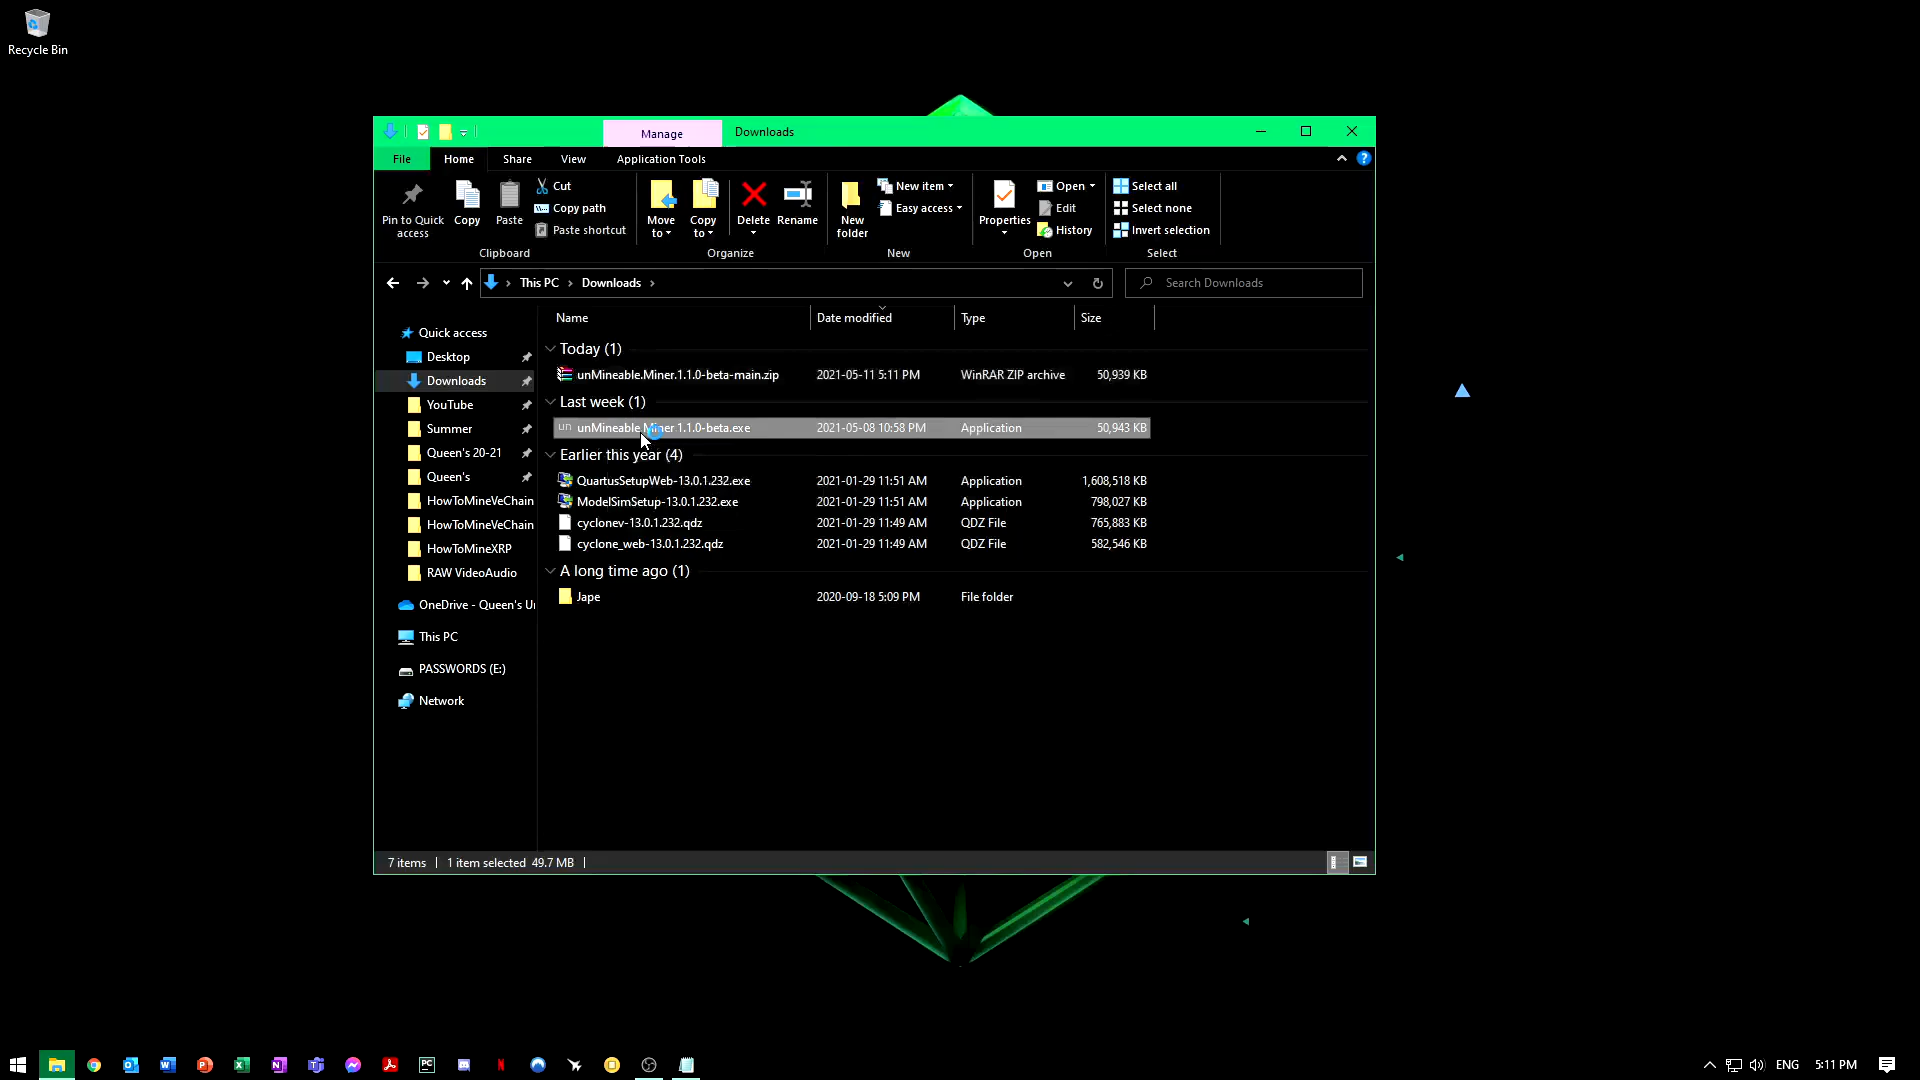 Recycle Bin
Manage
Downloads
File
Home
Share
View
Application Tools
Pin to Quick access
Copy
Paste
Cut
Copy path
Paste shortcut
Clipboard
Move to
Copy to
Delete
Rename
Organize
New folder
New item
Easy access
New
Properties
Open
Edit
History
Open
Select all
Select none
Invert selection
Select
This PC
Downloads
Search Downloads
Name
Date modified
Type
Size
Quick access
Desktop
Downloads
YouTube
Summer
Queen's 20-21
Queen's
HowToMineVeChain
HowToMineVeChain
HowToMineXRP
RAW VideoAudio
OneDrive - Queen's Ur
This PC
PASSWORDS (E:)
Network
Today (1)
unMineable.Miner.1.1.0-beta-main.zip 2021-05-11 5:11 PM WinRAR ZIP archive 50,939 KB
Last week (1)
un unMineable.Miner 1.1.0-beta.exe 2021-05-08 10:58 PM Application 50,943 KB
Earlier this year (4)
QuartusSetupWeb-13.0.1.232.exe 2021-01-29 11:51 AM Application 1,608,518 KB
ModelSimSetup-13.0.1.232.exe 2021-01-29 11:51 AM Application 798,027 KB
cyclonev-13.0.1.232.qdz 2021-01-29 11:49 AM QDZ File 765,883 KB
cyclone_web-13.0.1.232.qdz 2021-01-29 11:49 AM QDZ File 582,546 KB
A long time ago (1)
Jape 2020-09-18 5:09 PM File folder
7 items
1 item selected 49.7 MB
ENG
5:11 PM